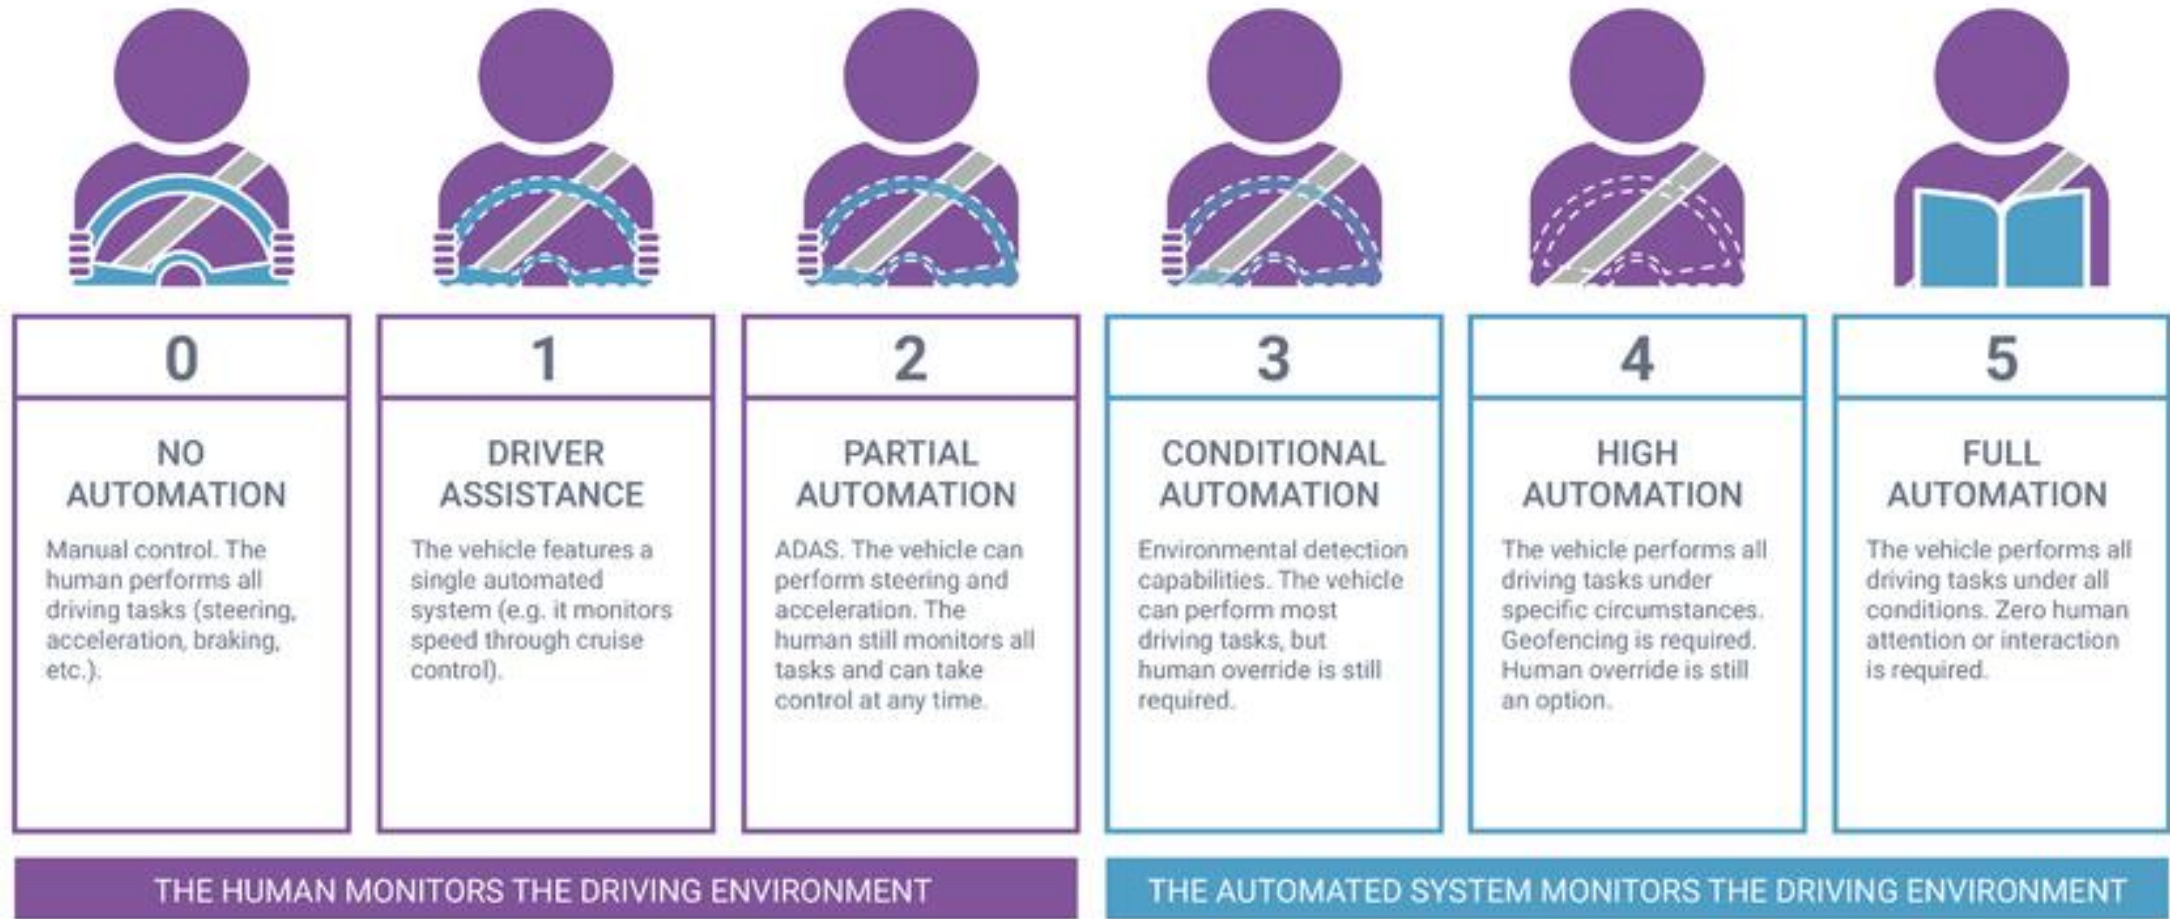 0
NO
AUTOMATION
Manual control. The
human performs all
driving tasks (steering,
acceleration, braking,
etc.).
1
DRIVER
ASSISTANCE
The vehicle features a
single automated
system (e.g. it monitors
speed through cruise
control).
2
PARTIAL
AUTOMATION
ADAS. The vehicle can
perform steering and
acceleration. The
human still monitors all
tasks and can take
control at any time.
3
CONDITIONAL
AUTOMATION
Environmental detection
capabilities. The vehicle
can perform most
driving tasks, but
human override is still
required.
4
HIGH
AUTOMATION
The vehicle performs all
driving tasks under
specific circumstances.
Geofencing is required.
Human override is still
an option.
5
FULL
AUTOMATION
The vehicle performs all
driving tasks under all
conditions. Zero human
attention or interaction
is required.
THE HUMAN MONITORS THE DRIVING ENVIRONMENT
THE AUTOMATED SYSTEM MONITORS THE DRIVING ENVIRONMENT